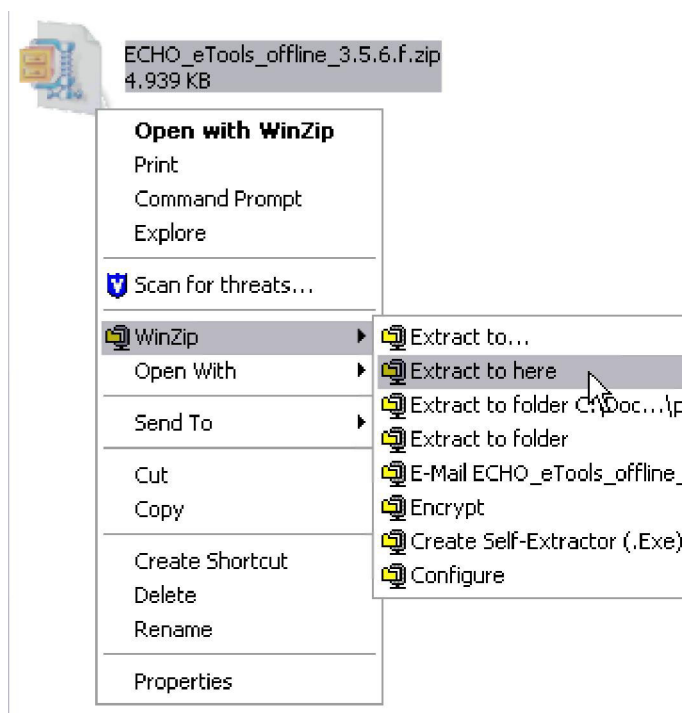 ECHO_eTools_offline_3.5.6.f.zip
4.939 KB
Open with WinZip
Print
Command Prompt
Explore
Scan for threats...
WinZip
Open With
Send To
Cut
Copy
Create Shortcut
Delete
Rename
Properties
Extract to...
Extract to here
Extract to folder C:\Doc...\p
Extract to folder
E-Mail ECHO_eTools_offline_
Encrypt
Create Self-Extractor (.Exe)
Configure